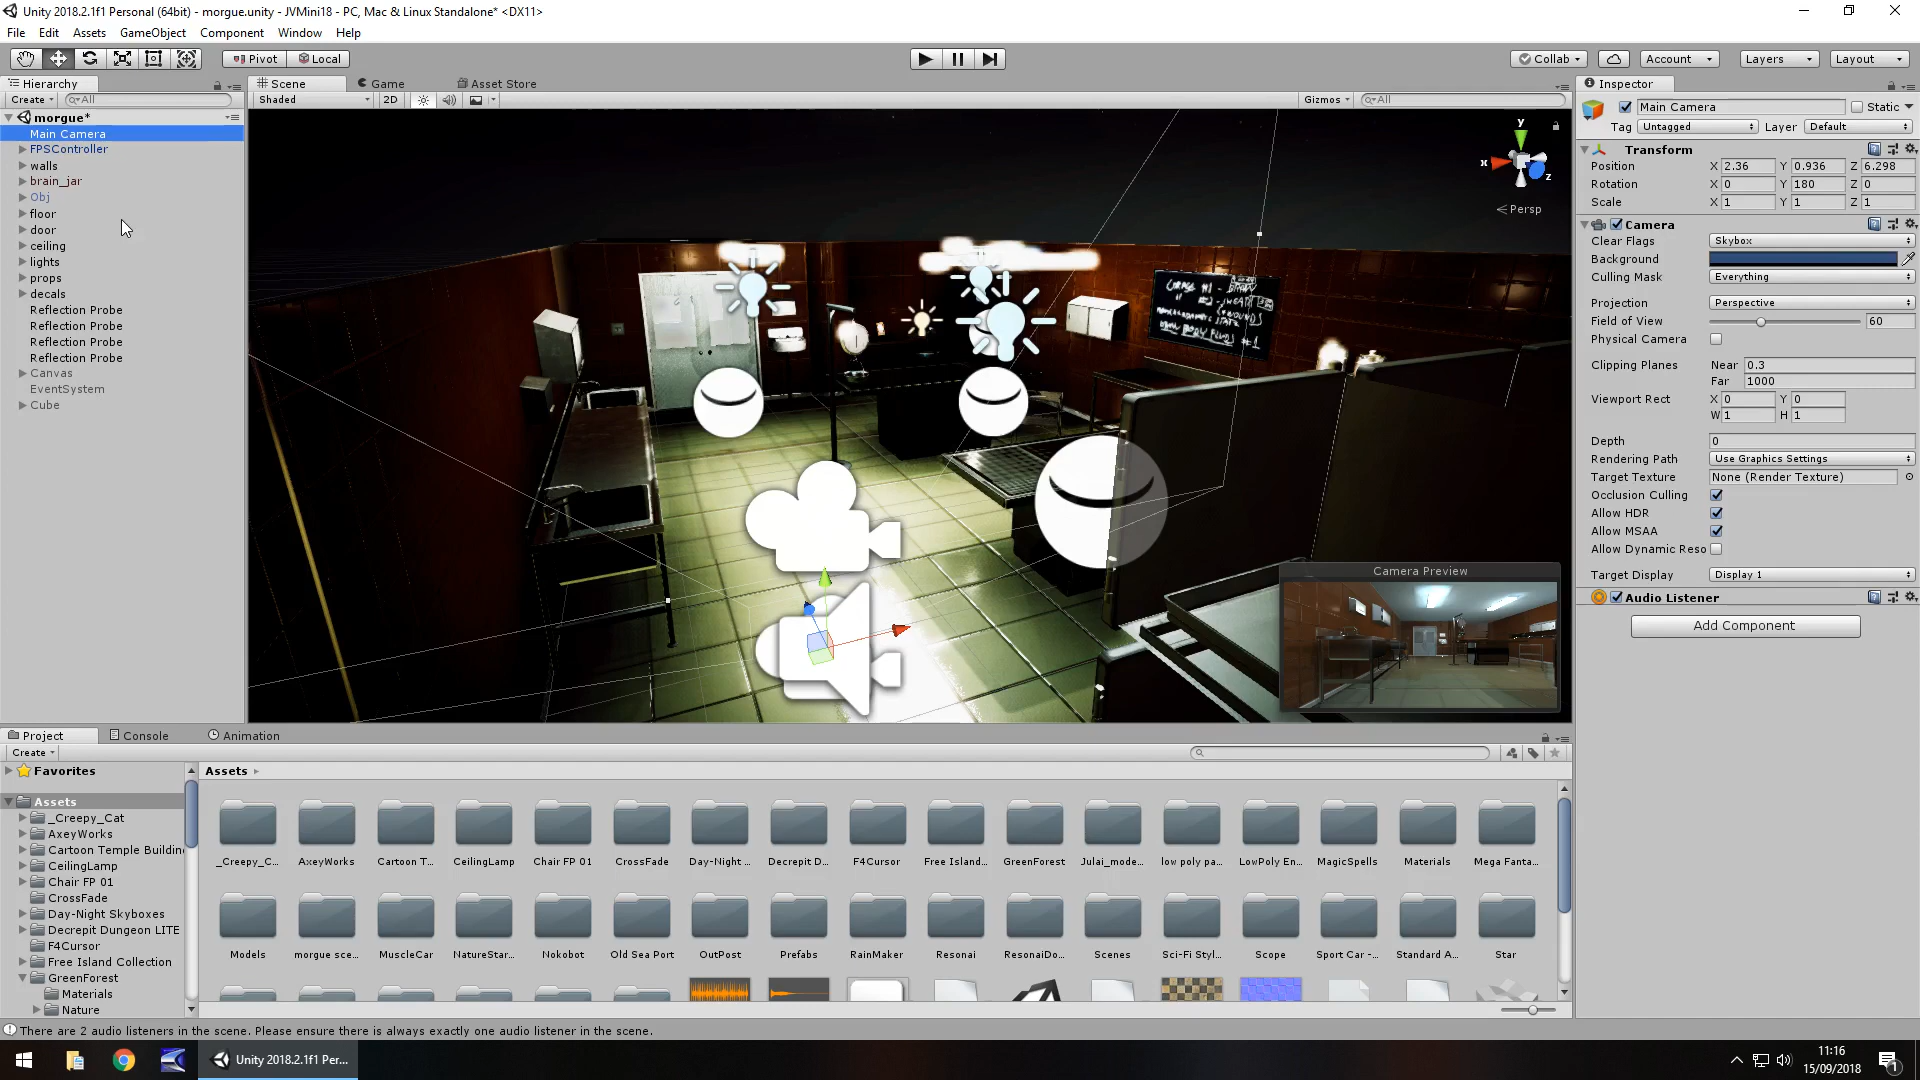 Unity 2018.2.1f1 Personal (64bit) - morgue.unity - JVMini18 - PC, Mac & Linux Standalone* <DX11>
File Edit Assets GameObject Component Window Help
Pivot Local Collab Account Layers Layout
Hierarchy
Create All
morgue*
Main Camera
FPSController
walls
brain_jar
Obj
floor
door
ceiling
lights
props
decals
Reflection Probe
Reflection Probe
Reflection Probe
Reflection Probe
Canvas
EventSystem
Cube
Scene Game Asset Store
Shaded 2D Gizmos All
y
x
z
Persp
Camera Preview
Inspector
Main Camera Static
Tag Untagged Layer Default
Transform
Position X 2.36 Y 0.936 Z 6.298
Rotation X 0 Y 180 Z 0
Scale X 1 Y 1 Z 1
Camera
Clear Flags Skybox
Background
Culling Mask Everything
Projection Perspective
Field of View 60
Physical Camera
Clipping Planes Near 0.3
Far 1000
Viewport Rect X 0 Y 0
W 1 H 1
Depth 0
Rendering Path Use Graphics Settings
Target Texture None (Render Texture)
Occlusion Culling
Allow HDR
Allow MSAA
Allow Dynamic Reso
Target Display Display 1
Audio Listener
Add Component
Project Console Animation
Create
Favorites
Assets
_Creepy_Cat
AxeyWorks
Cartoon Temple Building
CeilingLamp
Chair FP 01
CrossFade
Day-Night Skyboxes
Decrepit Dungeon LITE
F4Cursor
Free Island Collection
GreenForest
Materials
Nature
Assets
_Creepy_C... AxeyWorks Cartoon T... CeilingLamp Chair FP 01 CrossFade Day-Night ... Decrepit D... F4Cursor Free Island... GreenForest Julai_mode... low poly pa... LowPoly En... MagicSpells Materials Mega Fanta...
Models morgue sce... MuscleCar NatureStar... Nokobot Old Sea Port OutPost Prefabs RainMaker Resonai ResonaiDo... Scenes Sci-Fi Styl... Scope Sport Car -... Standard A... Star
There are 2 audio listeners in the scene. Please ensure there is always exactly one audio listener in the scene.
Unity 2018.2.1f1 Per...
11:16
15/09/2018
1